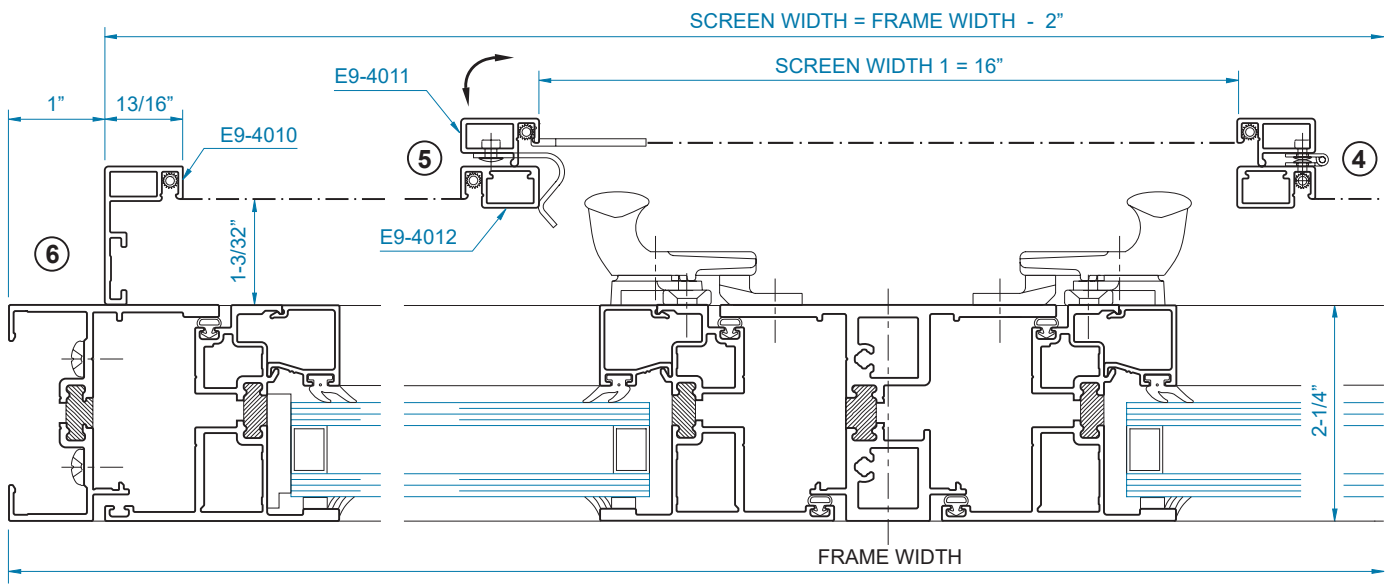 SCREEN WIDTH = FRAME WIDTH - 2”
SCREEN WIDTH 1 = 16”
E9-4011
1”
13/16”
E9-4010
5
4
E9-4012
6
1-3/32”
2-1/4”
FRAME WIDTH